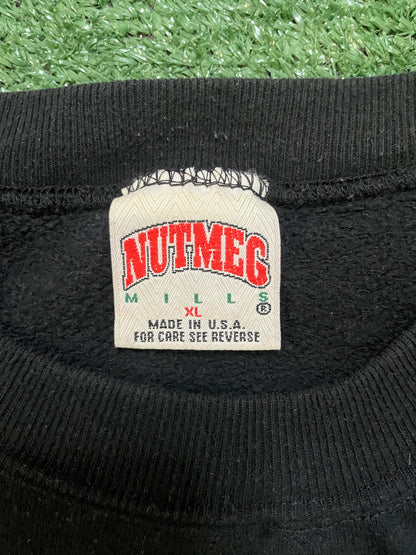 NUTMEG
MILLS
XL ®
MADE IN U.S.A.
FOR CARE SEE REVERSE